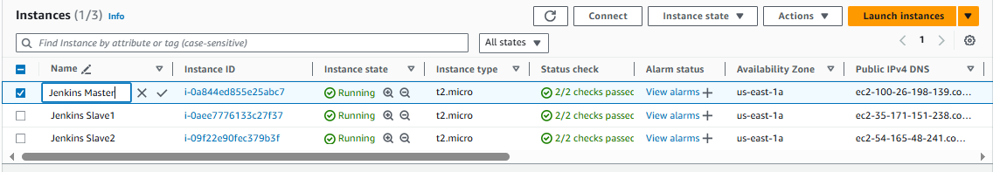 Instances (1/3) Info
Connect Instance state Actions Launch instances
Find Instance by attribute or tag (case-sensitive) All states 1
Name Instance ID Instance state Instance type Status check Alarm status Availability Zone Public IPv4 DNS
Jenkins Master i-0a844ed855e25abc7 Running t2.micro 2/2 checks passed View alarms us-east-1a ec2-100-26-198-139.co...
Jenkins Slave1 i-0aee7776133c27f37 Running t2.micro 2/2 checks passed View alarms us-east-1a ec2-35-171-151-238.co...
Jenkins Slave2 i-09f22e90fec379b3f Running t2.micro 2/2 checks passed View alarms us-east-1a ec2-54-165-48-241.co...